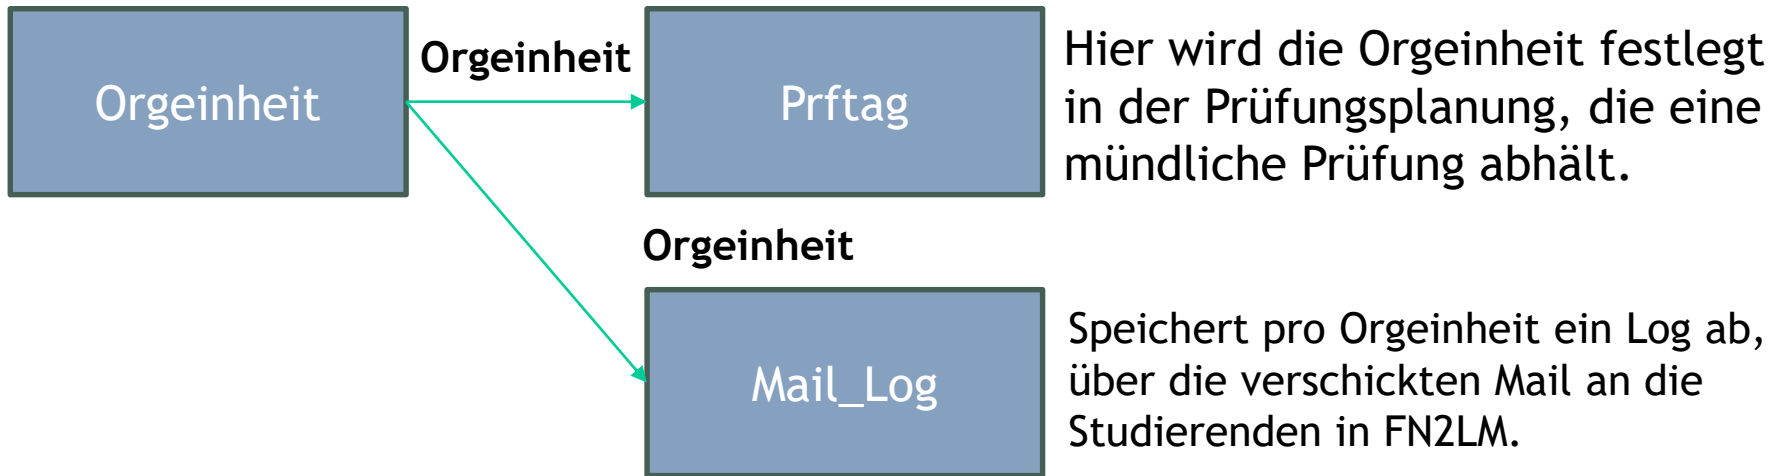 Orgeinheit
Orgeinheit
Prftag
Hier wird die Orgeinheit festlegt
in der Prüfungsplanung, die eine
mündliche Prüfung abhält.
Orgeinheit
Mail_Log
Speichert pro Orgeinheit ein Log ab,
über die verschickten Mail an die
Studierenden in FN2LM.